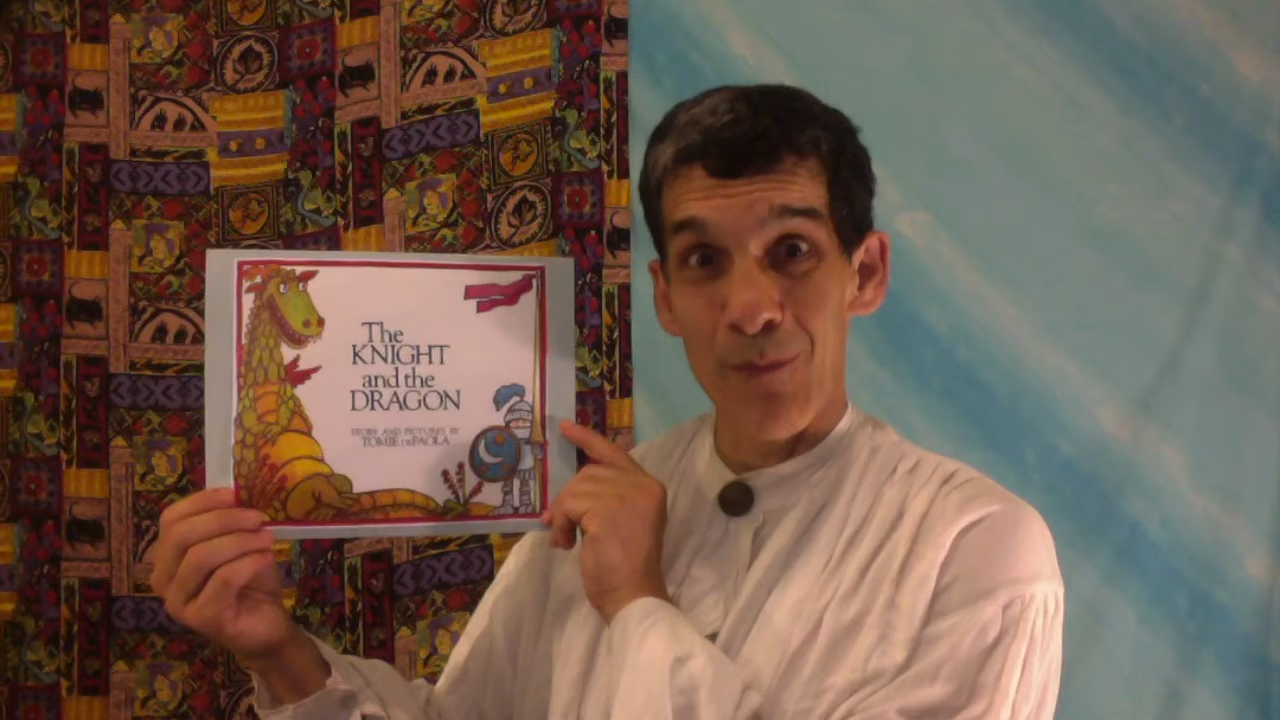 The
KNIGHT
and the
DRAGON
STORY AND PICTURES BY
TOMIE dePAOLA